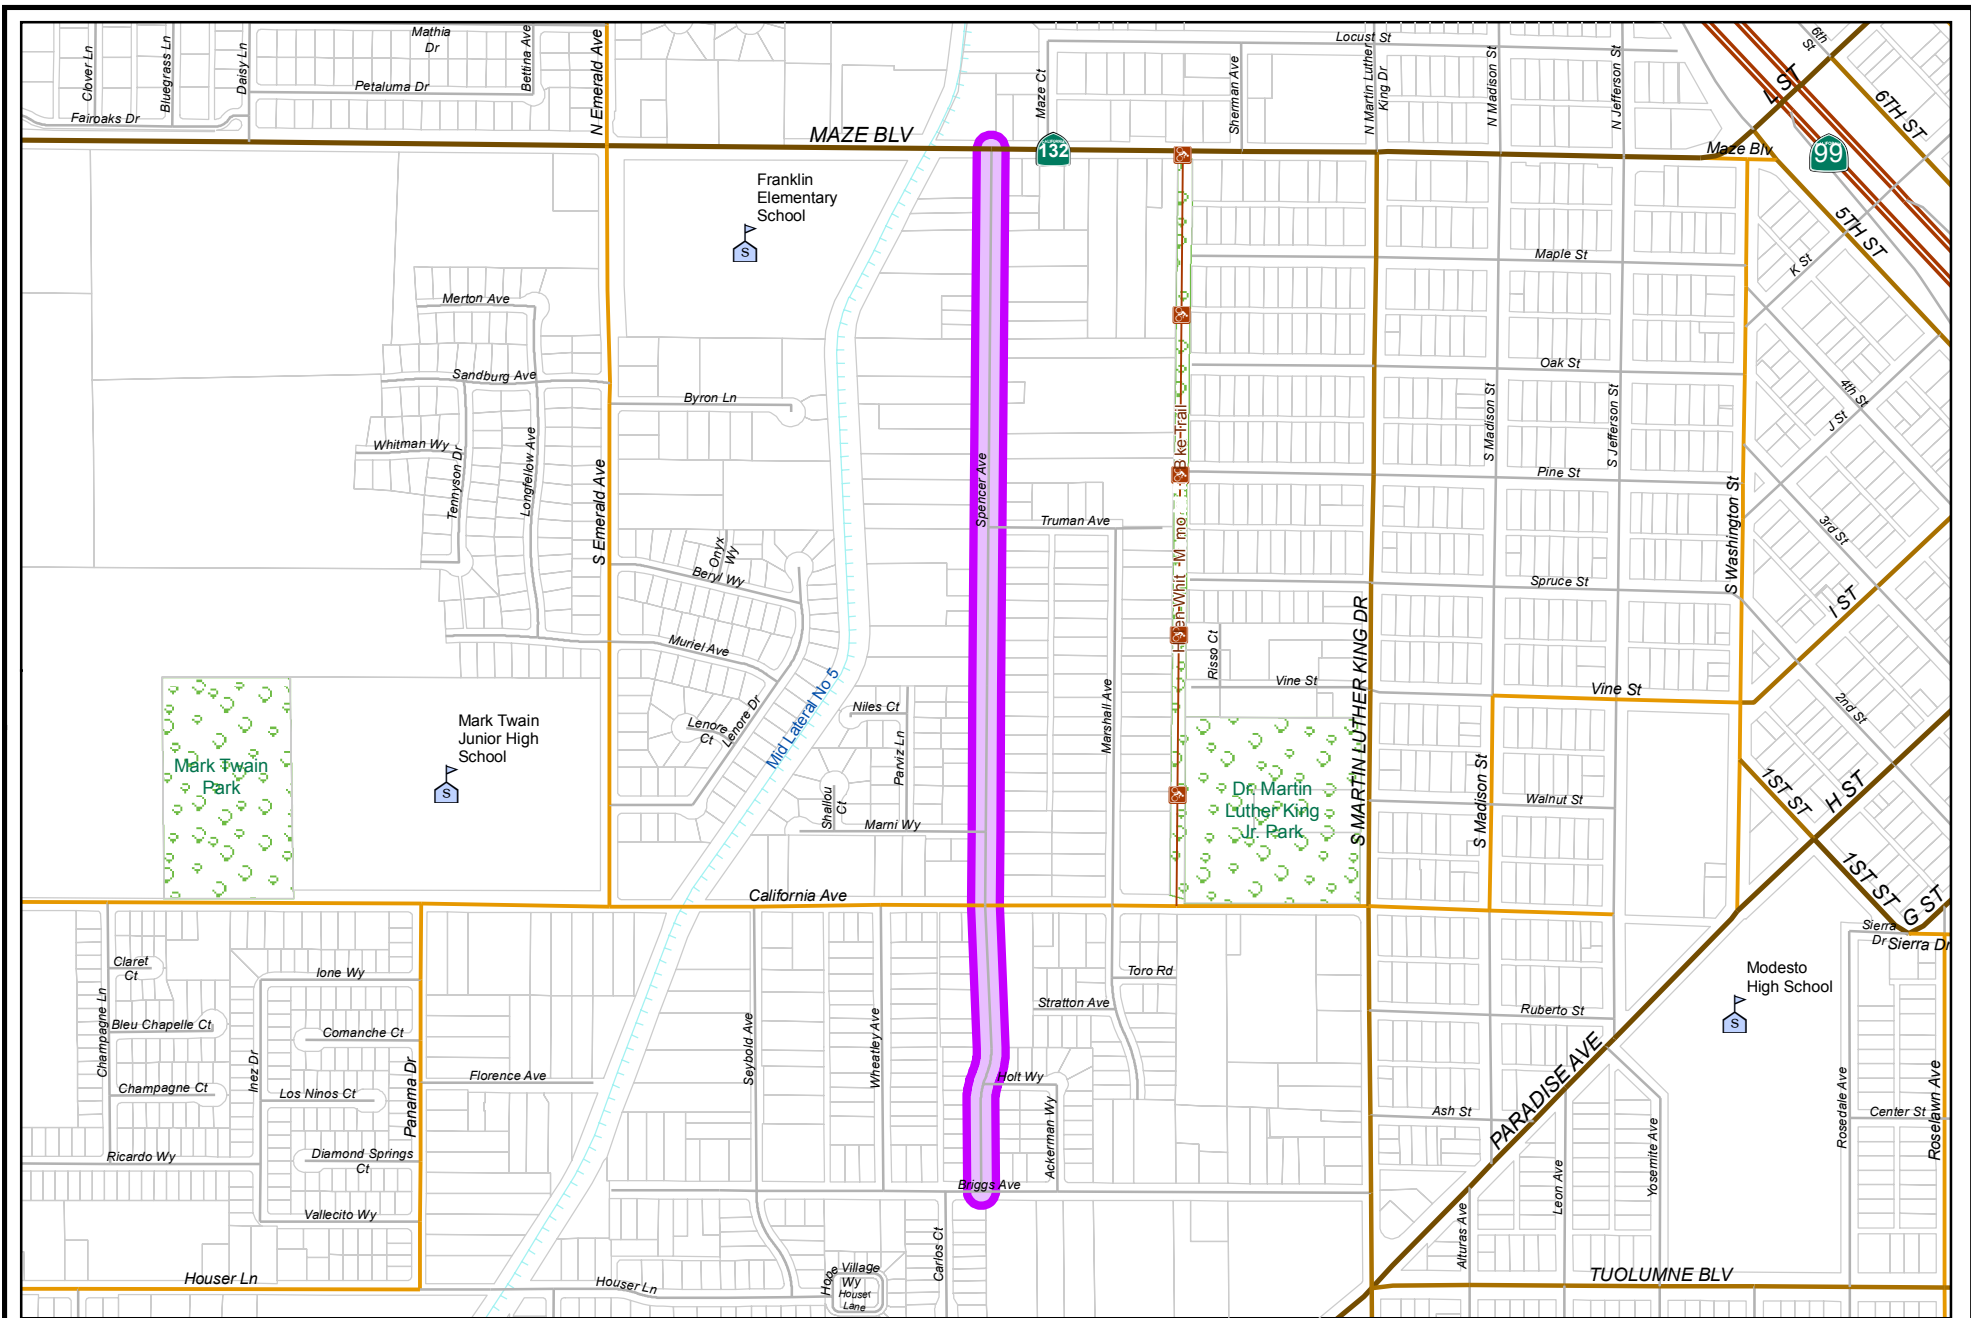 Clover Ln
Bluegrass Ln
Daisy Ln
Mathia
Dr
Bettina Ave
Petaluma Dr
Fairoaks Dr
N Emerald Ave
MAZE BLV
Maze Ct
132
Locust St
Sherman Ave
N Martin Luther
King Dr
N Madison St
N Jefferson St
6th
St
L ST
6TH ST
99
Maze Blv
5TH ST
K St
Franklin
Elementary
School
S
Maple St
Merton Ave
Sandburg Ave
Byron Ln
Oak St
4th St
J St
S Madison St
S Jefferson St
Whitman Wy
Tennyson Dr
Longfellow Ave
S Emerald Ave
Spencer Ave
Truman Ave
Pine St
S Washington St
3rd St
Onyx
Wy
Beryl Wy
Spruce St
I ST
Muriel Ave
Risso Ct
Vine St
Vine St
S MARTIN LUTHER KING DR
2nd St
Mid Lateral No 5
Lenore
Ct
Lenore Dr
Niles Ct
Parviz Ln
Marshall Ave
Mark Twain
Park
Mark Twain
Junior High
School
S
Shallou
Ct
Marni Wy
Dr. Martin
Luther King
Jr. Park
S Madison St
Walnut St
1ST ST
H ST
1ST ST
G ST
California Ave
Sierra
Dr
Sierra Dr
Claret
Ct
Ione Wy
Toro Rd
Modesto
High School
S
Champagne Ln
Bleu Chapelle Ct
Comanche Ct
Stratton Ave
Ruberto St
Inez Dr
Panama Dr
Seybold Ave
Wheatley Ave
PARADISE AVE
Champagne Ct
Los Ninos Ct
Florence Ave
Holt Wy
Ackerman Wy
Ash St
Rosedale Ave
Center St
Roselawn Ave
Ricardo Wy
Diamond Springs
Ct
Briggs Ave
Leon Ave
Yosemite Ave
Vallecito Wy
Carlos Ct
Alturas Ave
Houser Ln
Houser Ln
Hope Village
Wy
Houser
Lane
TUOLUMNE BLV